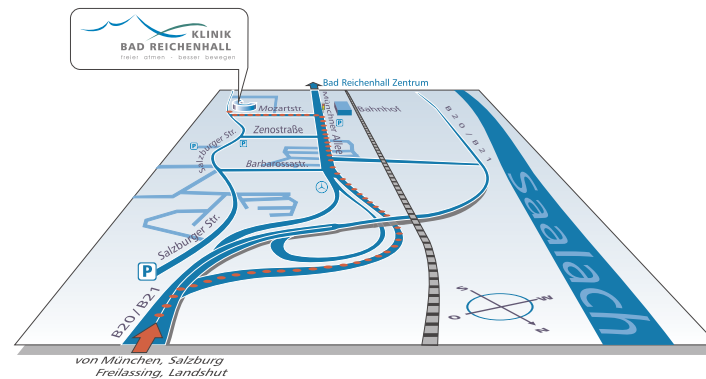 KLINIK
BAD REICHENHALL
freier atmen - besser bewegen
Bad Reichenhall Zentrum
Mozartstr.
Münchner Allee
Bahnhof
B20/B21
P
Zenostraße
Salzburger Str.
P
P
Barbarossastr.
Saalach
Salzburger Str.
P
B20/B21
S
W
O
N
von München, Salzburg
Freilassing, Landshut